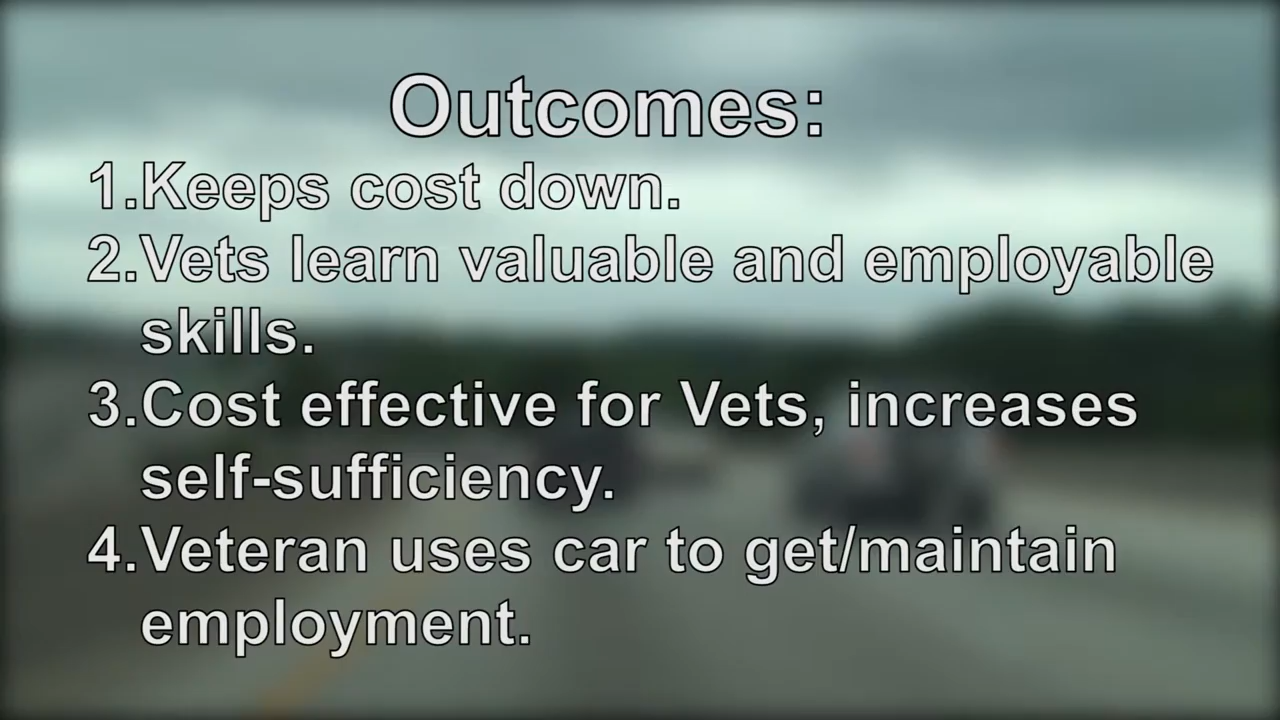 Outcomes:
1.Keeps cost down.
2.Vets learn valuable and employable
skills.
3.Cost effective for Vets, increases
self-sufficiency.
4.Veteran uses car to get/maintain
employment.